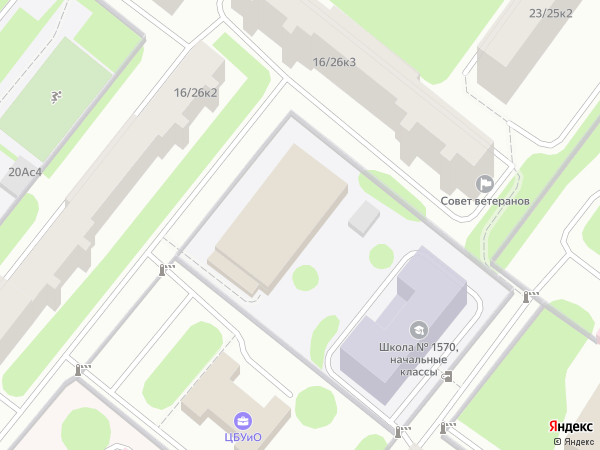 23/25к2
16/26к3
16/26к2
20Ас4
Совет ветеранов
Школа № 1570,
начальные
классы
ЦБУиО
Яндекс
© Яндекс